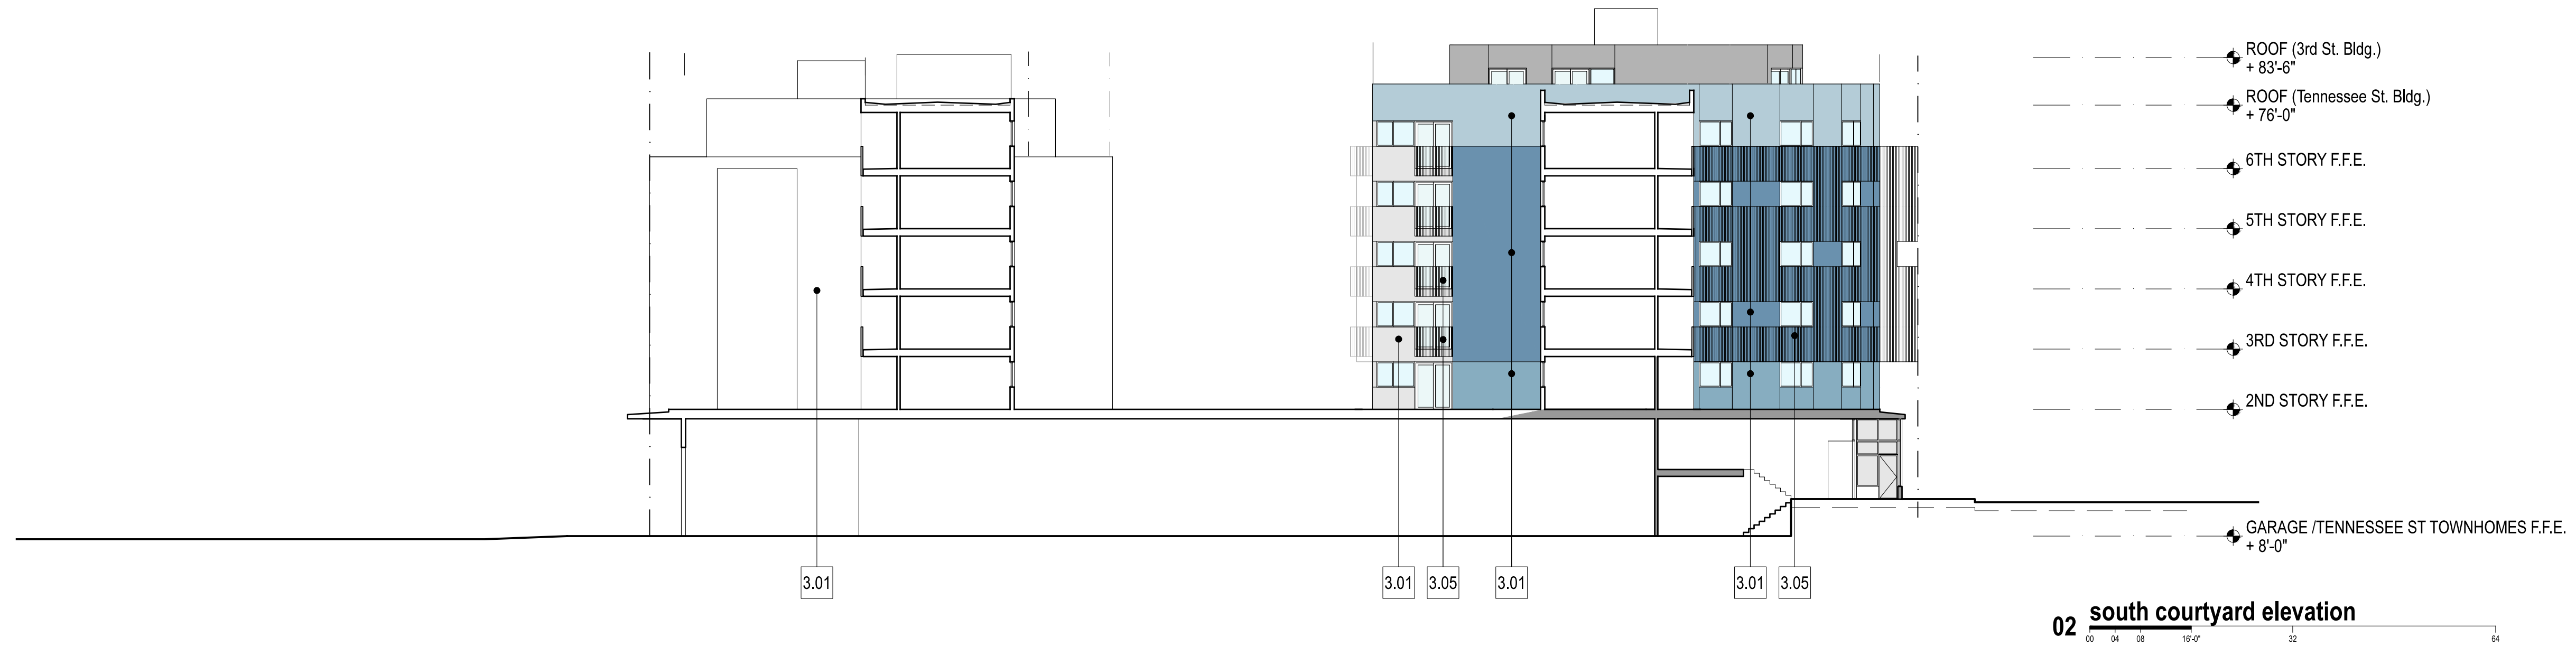 ROOF (3rd St. Bldg.)
+ 83'-6"
ROOF (Tennessee St. Bldg.)
+ 76'-0"
6TH STORY F.F.E.
5TH STORY F.F.E.
4TH STORY F.F.E.
3RD STORY F.F.E.
2ND STORY F.F.E.
GARAGE /TENNESSEE ST TOWNHOMES F.F.E.
+ 8'-0"
3.01 3.01 3.05 3.01 3.01 3.05
02 south courtyard elevation
00 04 08 16'-0" 32 64